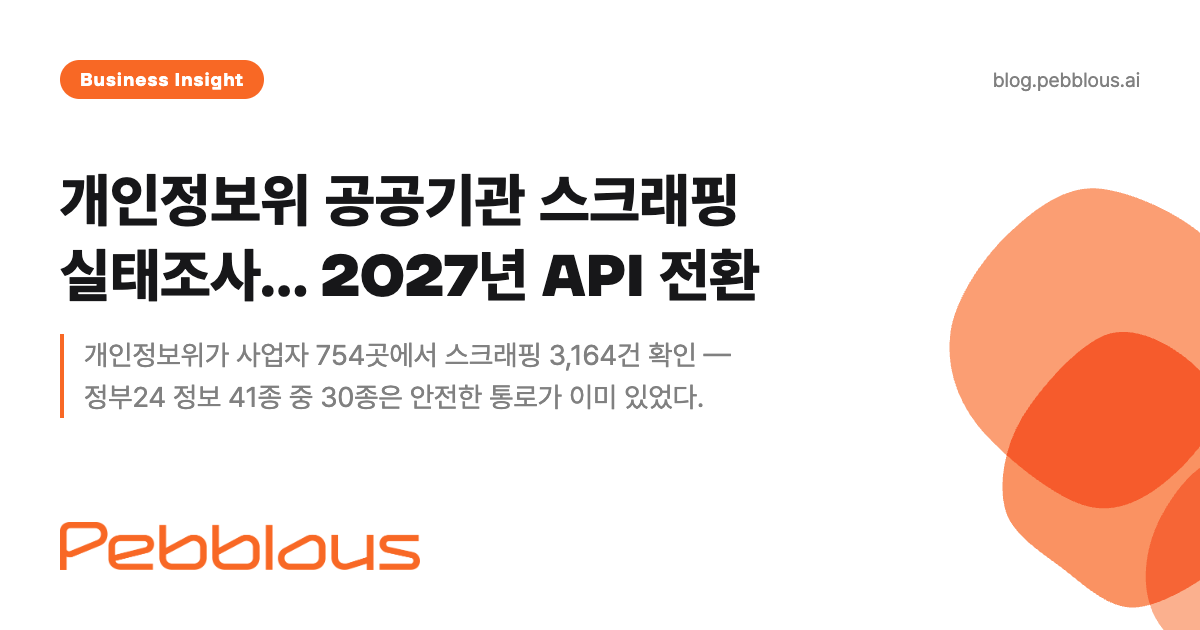 Business Insight
blog.pebblous.ai
개인정보위 공공기관 스크래핑
실태조사... 2027년 API 전환
개인정보위가 사업자 754곳에서 스크래핑 3,164건 확인 —
정부24 정보 41종 중 30종은 안전한 통로가 이미 있었다.
Pebblous